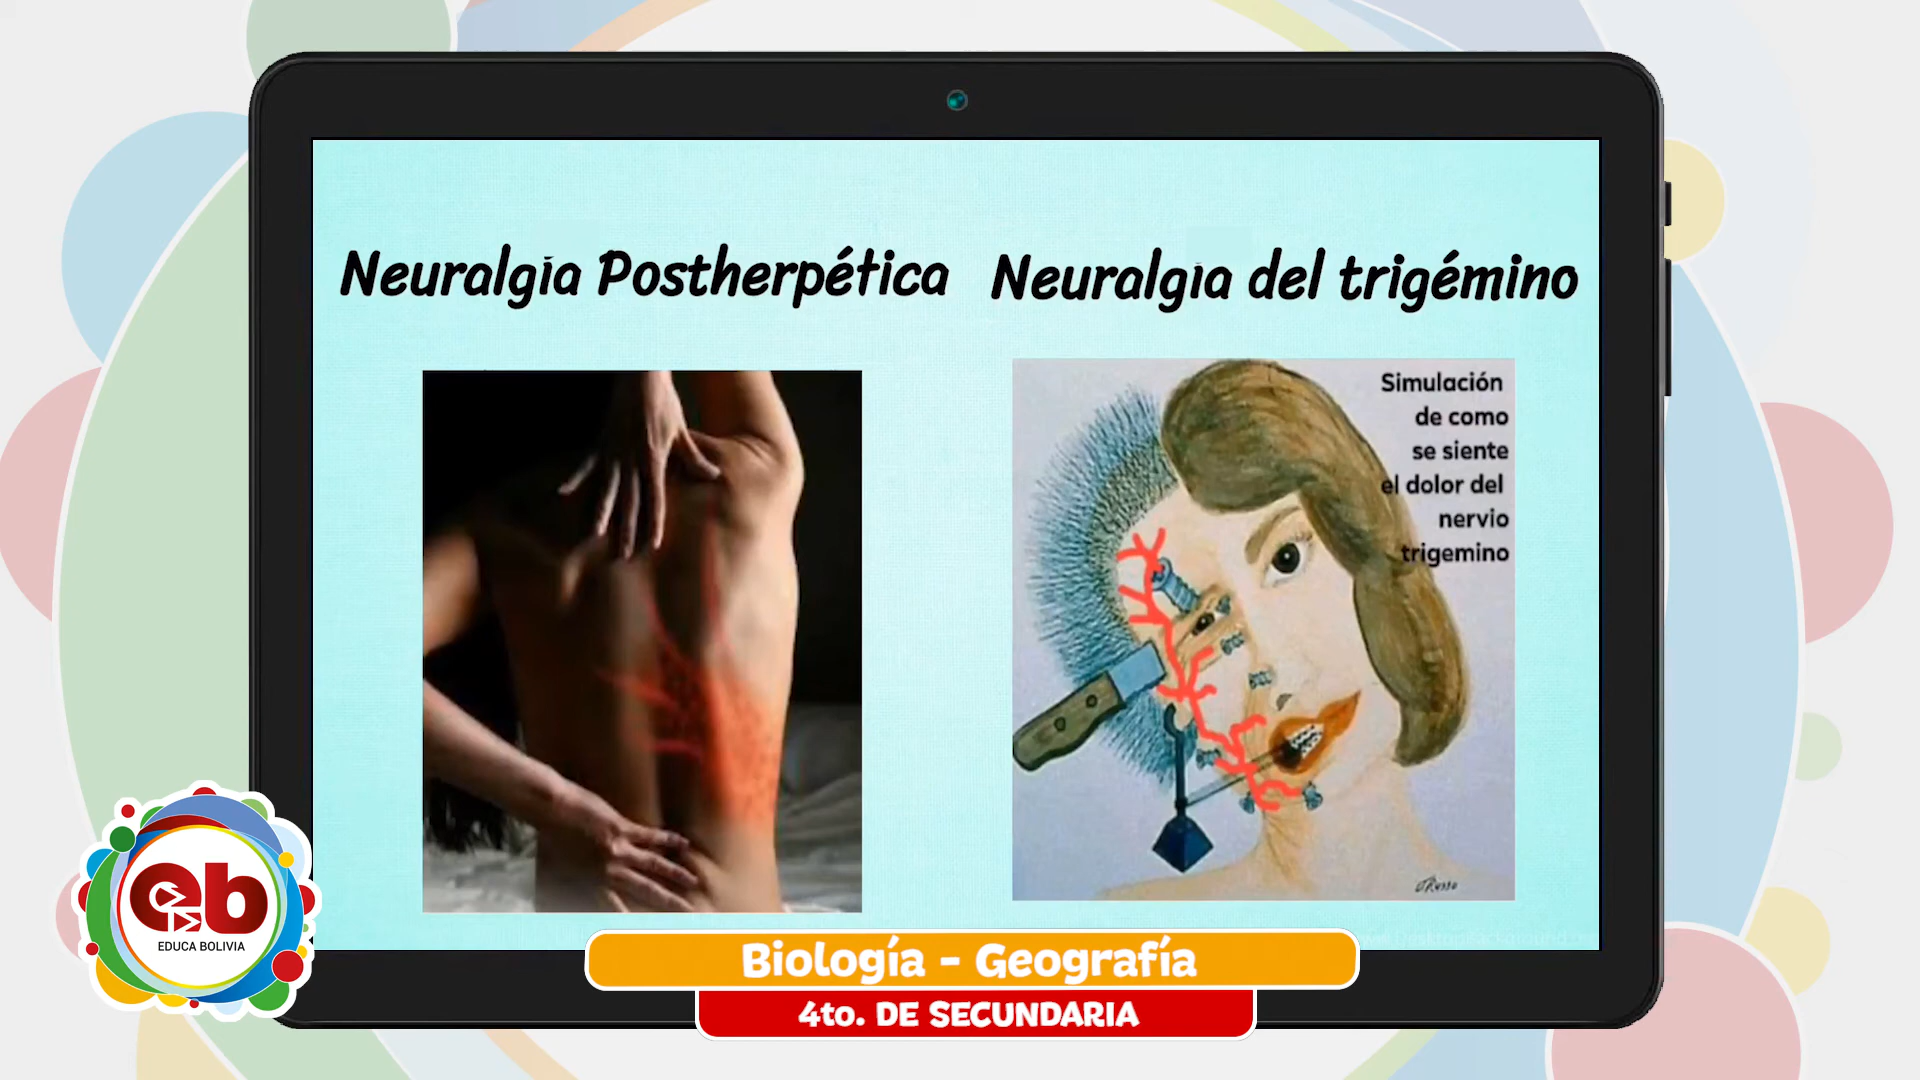 Neuralgia Postherpética
Neuralgia del trigémino
Simulación
de como
se siente
el dolor del
nervio
trigemino
eb
EDUCA BOLIVIA
Biología - Geografía
4to. DE SECUNDARIA